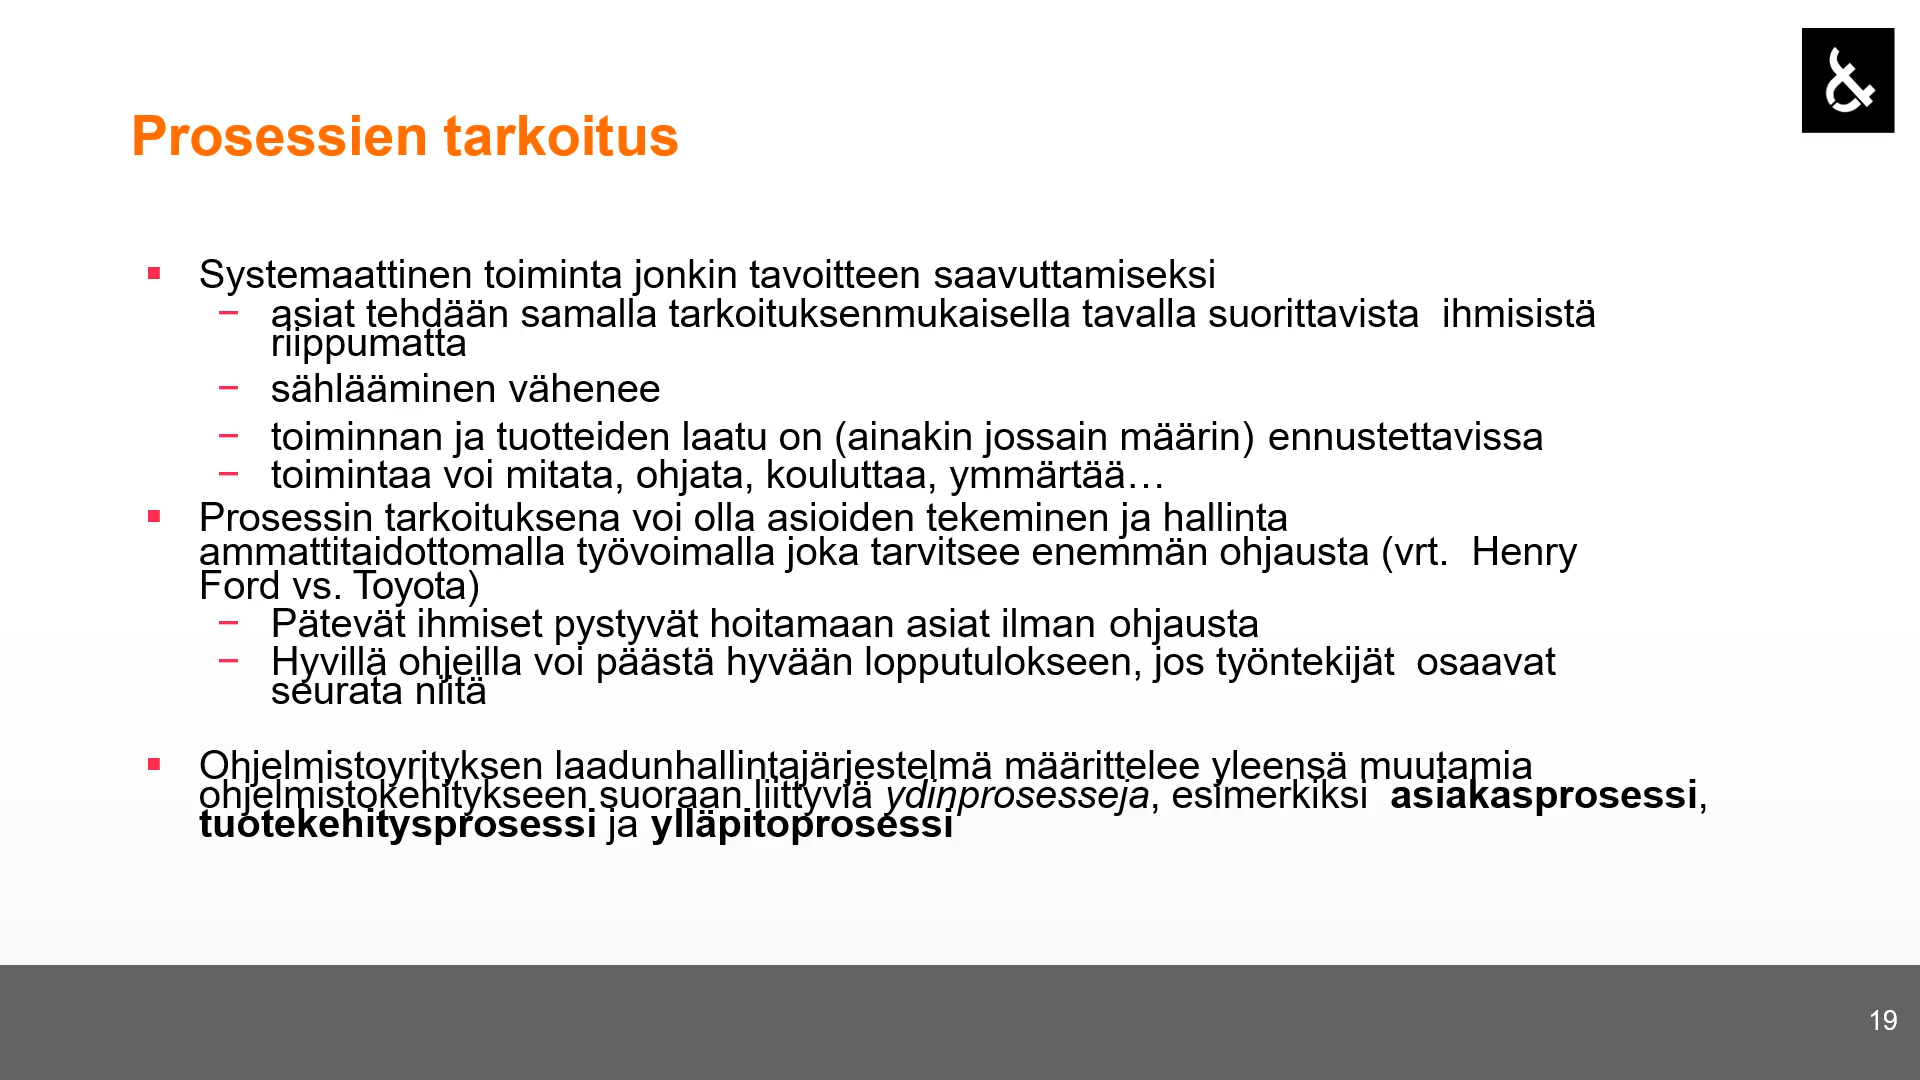 &
Prosessien tarkoitus
▪ Systemaattinen toiminta jonkin tavoitteen saavuttamiseksi
– asiat tehdään samalla tarkoituksenmukaisella tavalla suorittavista ihmisistä
riippumatta
– sählääminen vähenee
– toiminnan ja tuotteiden laatu on (ainakin jossain määrin) ennustettavissa
– toimintaa voi mitata, ohjata, kouluttaa, ymmärtää…
▪ Prosessin tarkoituksena voi olla asioiden tekeminen ja hallinta
ammattitaidottomalla työvoimalla joka tarvitsee enemmän ohjausta (vrt. Henry
Ford vs. Toyota)
– Pätevät ihmiset pystyvät hoitamaan asiat ilman ohjausta
– Hyvillä ohjeilla voi päästä hyvään lopputulokseen, jos työntekijät osaavat
seurata niitä
▪ Ohjelmistoyrityksen laadunhallintajärjestelmä määrittelee yleensä muutamia
ohjelmistokehitykseen suoraan liittyviä ydinprosesseja, esimerkiksi asiakasprosessi,
tuotekehitysprosessi ja ylläpitoprosessi
19